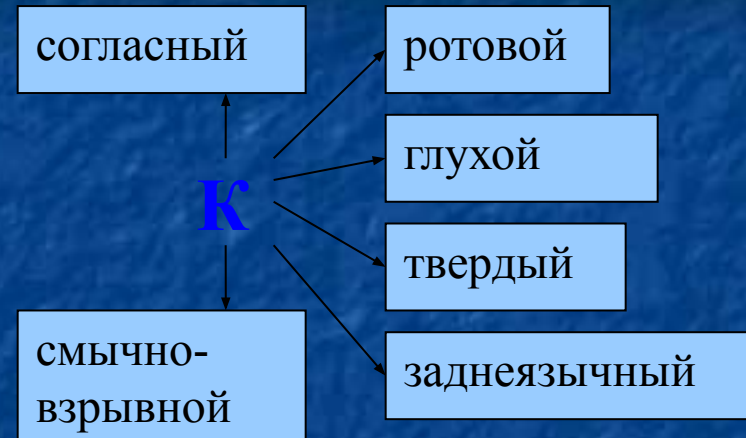 согласный
ротовой
глухой
К
твердый
смычно-
взрывной
заднеязычный